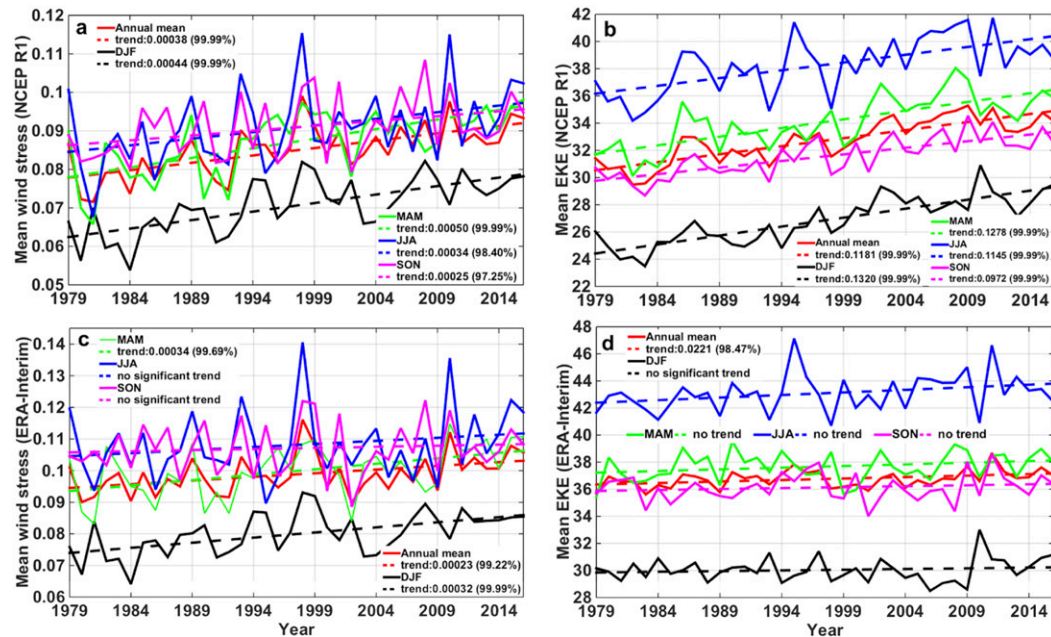 a
Mean wind stress (NCEP R1)
0.12
0.11
0.1
0.09
0.08
0.07
0.06
0.05
Annual mean
trend:0.00038 (99.99%)
DJF
trend:0.00044 (99.99%)
MAM
trend:0.00050 (99.99%)
JJA
trend:0.00034 (98.40%)
SON
trend:0.00025 (97.25%)
1979 1984 1989 1994 1999 2004 2009 2014
b
Mean EKE (NCEP R1)
42
40
38
36
34
32
30
28
26
24
22
Annual mean
trend:0.1181 (99.99%)
DJF
trend:0.1320 (99.99%)
MAM
trend:0.1278 (99.99%)
JJA
trend:0.1145 (99.99%)
SON
trend:0.0972 (99.99%)
1979 1984 1989 1994 1999 2004 2009 2014
c
Mean wind stress (ERA-Interim)
0.14
0.13
0.12
0.11
0.1
0.09
0.08
0.07
0.06
MAM
trend:0.00034 (99.69%)
JJA
no significant trend
SON
no significant trend
Annual mean
trend:0.00023 (99.22%)
DJF
trend:0.00032 (99.99%)
1979 1984 1989 1994 1999 2004 2009 2014
Year
d
Mean EKE (ERA-Interim)
48
46
44
42
40
38
36
34
32
30
28
26
Annual mean
trend:0.0221 (98.47%)
DJF
no significant trend
MAM no trend JJA no trend SON no trend
1979 1984 1989 1994 1999 2004 2009 2014
Year